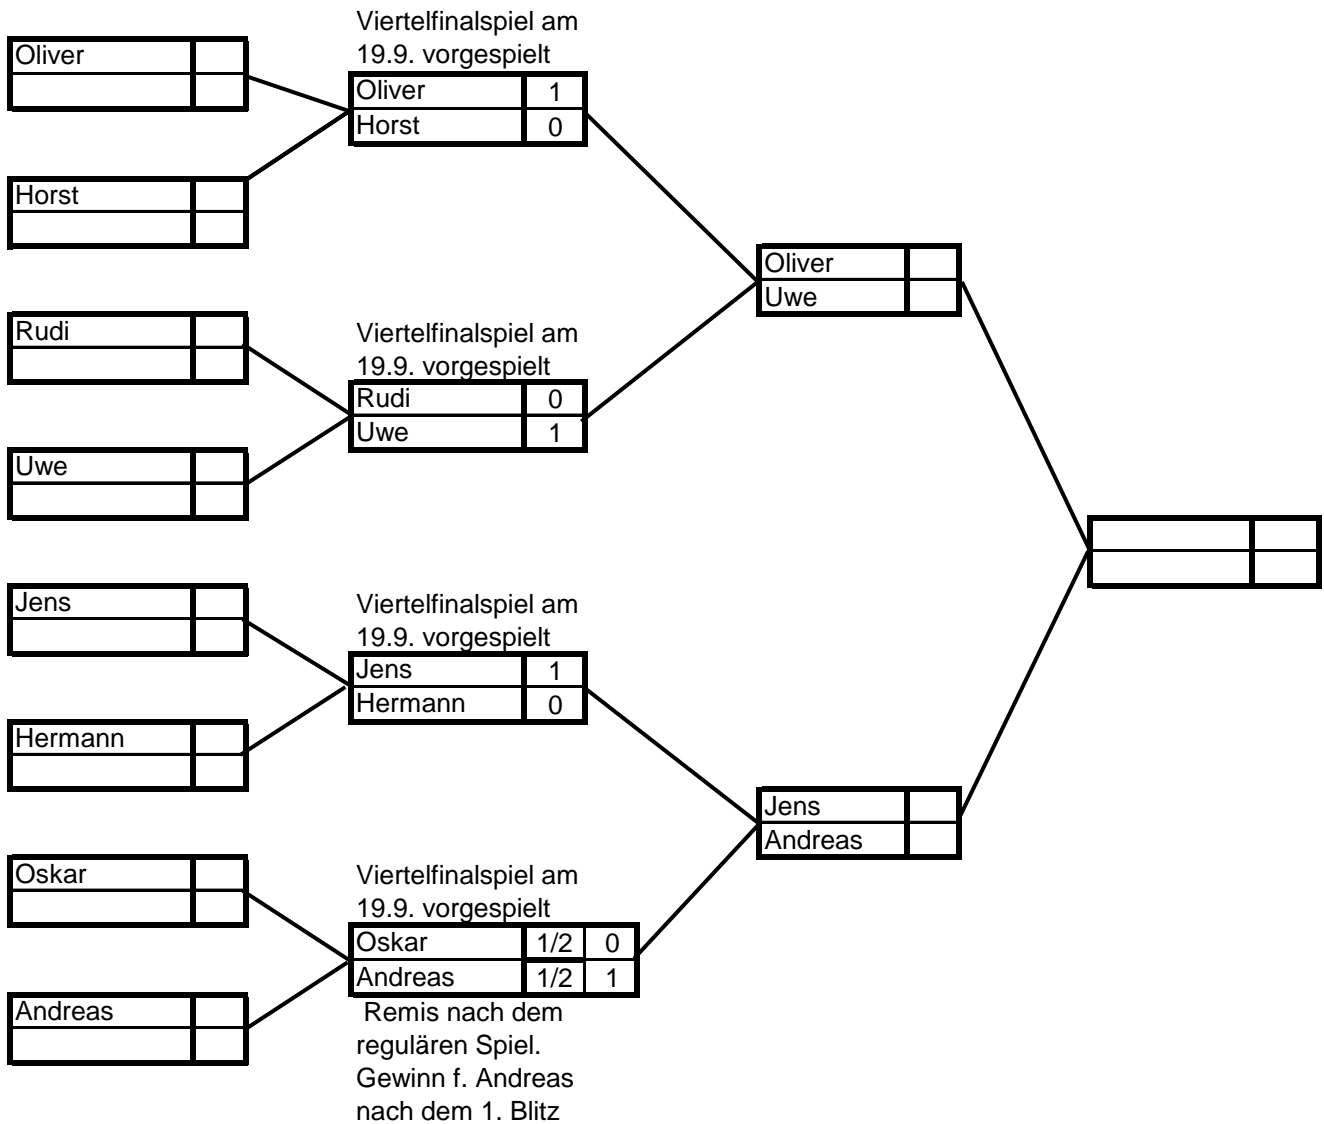 Oliver
Horst
Rudi
Uwe
Jens
Hermann
Oskar
Andreas
Viertelfinalspiel am
19.9. vorgespielt
Oliver 1
Horst 0
Viertelfinalspiel am
19.9. vorgespielt
Rudi 0
Uwe 1
Viertelfinalspiel am
19.9. vorgespielt
Jens 1
Hermann 0
Viertelfinalspiel am
19.9. vorgespielt
Oskar 1/2 0
Andreas 1/2 1
Remis nach dem
regulären Spiel.
Gewinn f. Andreas
nach dem 1. Blitz
Oliver
Uwe
Jens
Andreas